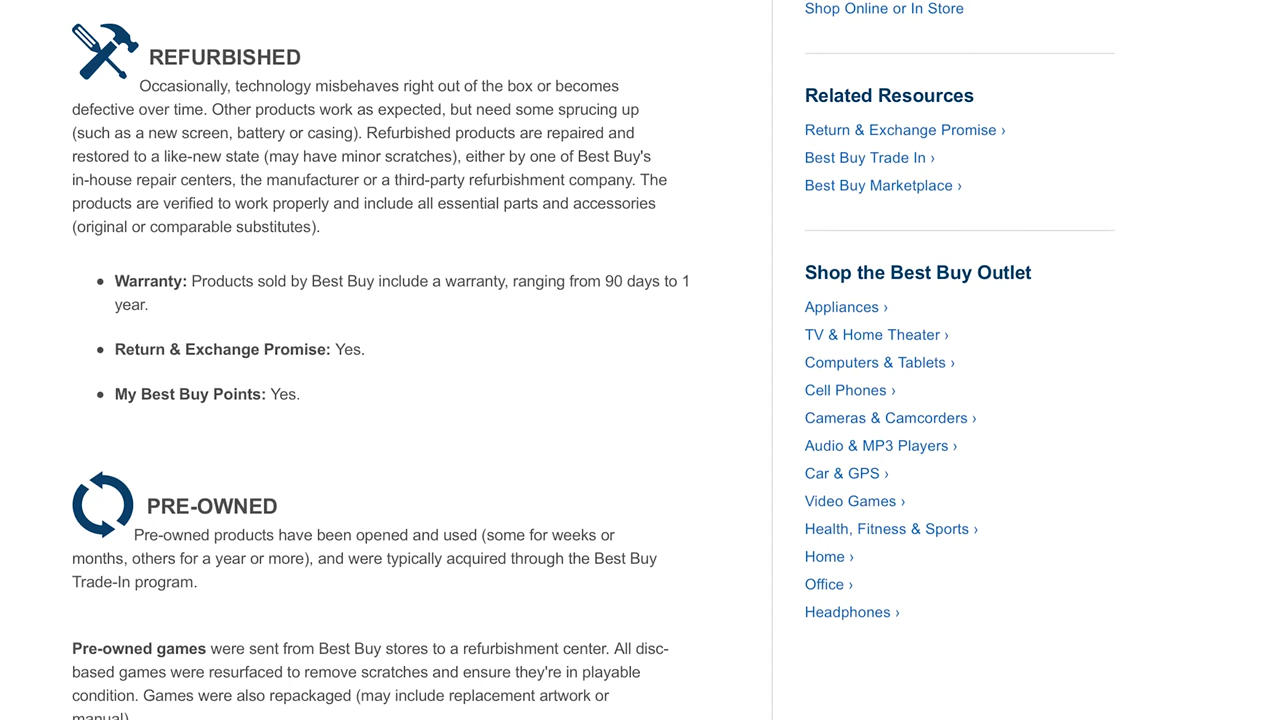 REFURBISHED
Occasionally, technology misbehaves right out of the box or becomes
defective over time. Other products work as expected, but need some sprucing up
(such as a new screen, battery or casing). Refurbished products are repaired and
restored to a like-new state (may have minor scratches), either by one of Best Buy's
in-house repair centers, the manufacturer or a third-party refurbishment company. The
products are verified to work properly and include all essential parts and accessories
(original or comparable substitutes).
• Warranty: Products sold by Best Buy include a warranty, ranging from 90 days to 1
year.
• Return & Exchange Promise: Yes.
• My Best Buy Points: Yes.
PRE-OWNED
Pre-owned products have been opened and used (some for weeks or
months, others for a year or more), and were typically acquired through the Best Buy
Trade-In program.
Pre-owned games were sent from Best Buy stores to a refurbishment center. All disc-
based games were resurfaced to remove scratches and ensure they're in playable
condition. Games were also repackaged (may include replacement artwork or
manual).
Shop Online or In Store
Related Resources
Return & Exchange Promise ›
Best Buy Trade In ›
Best Buy Marketplace ›
Shop the Best Buy Outlet
Appliances ›
TV & Home Theater ›
Computers & Tablets ›
Cell Phones ›
Cameras & Camcorders ›
Audio & MP3 Players ›
Car & GPS ›
Video Games ›
Health, Fitness & Sports ›
Home ›
Office ›
Headphones ›